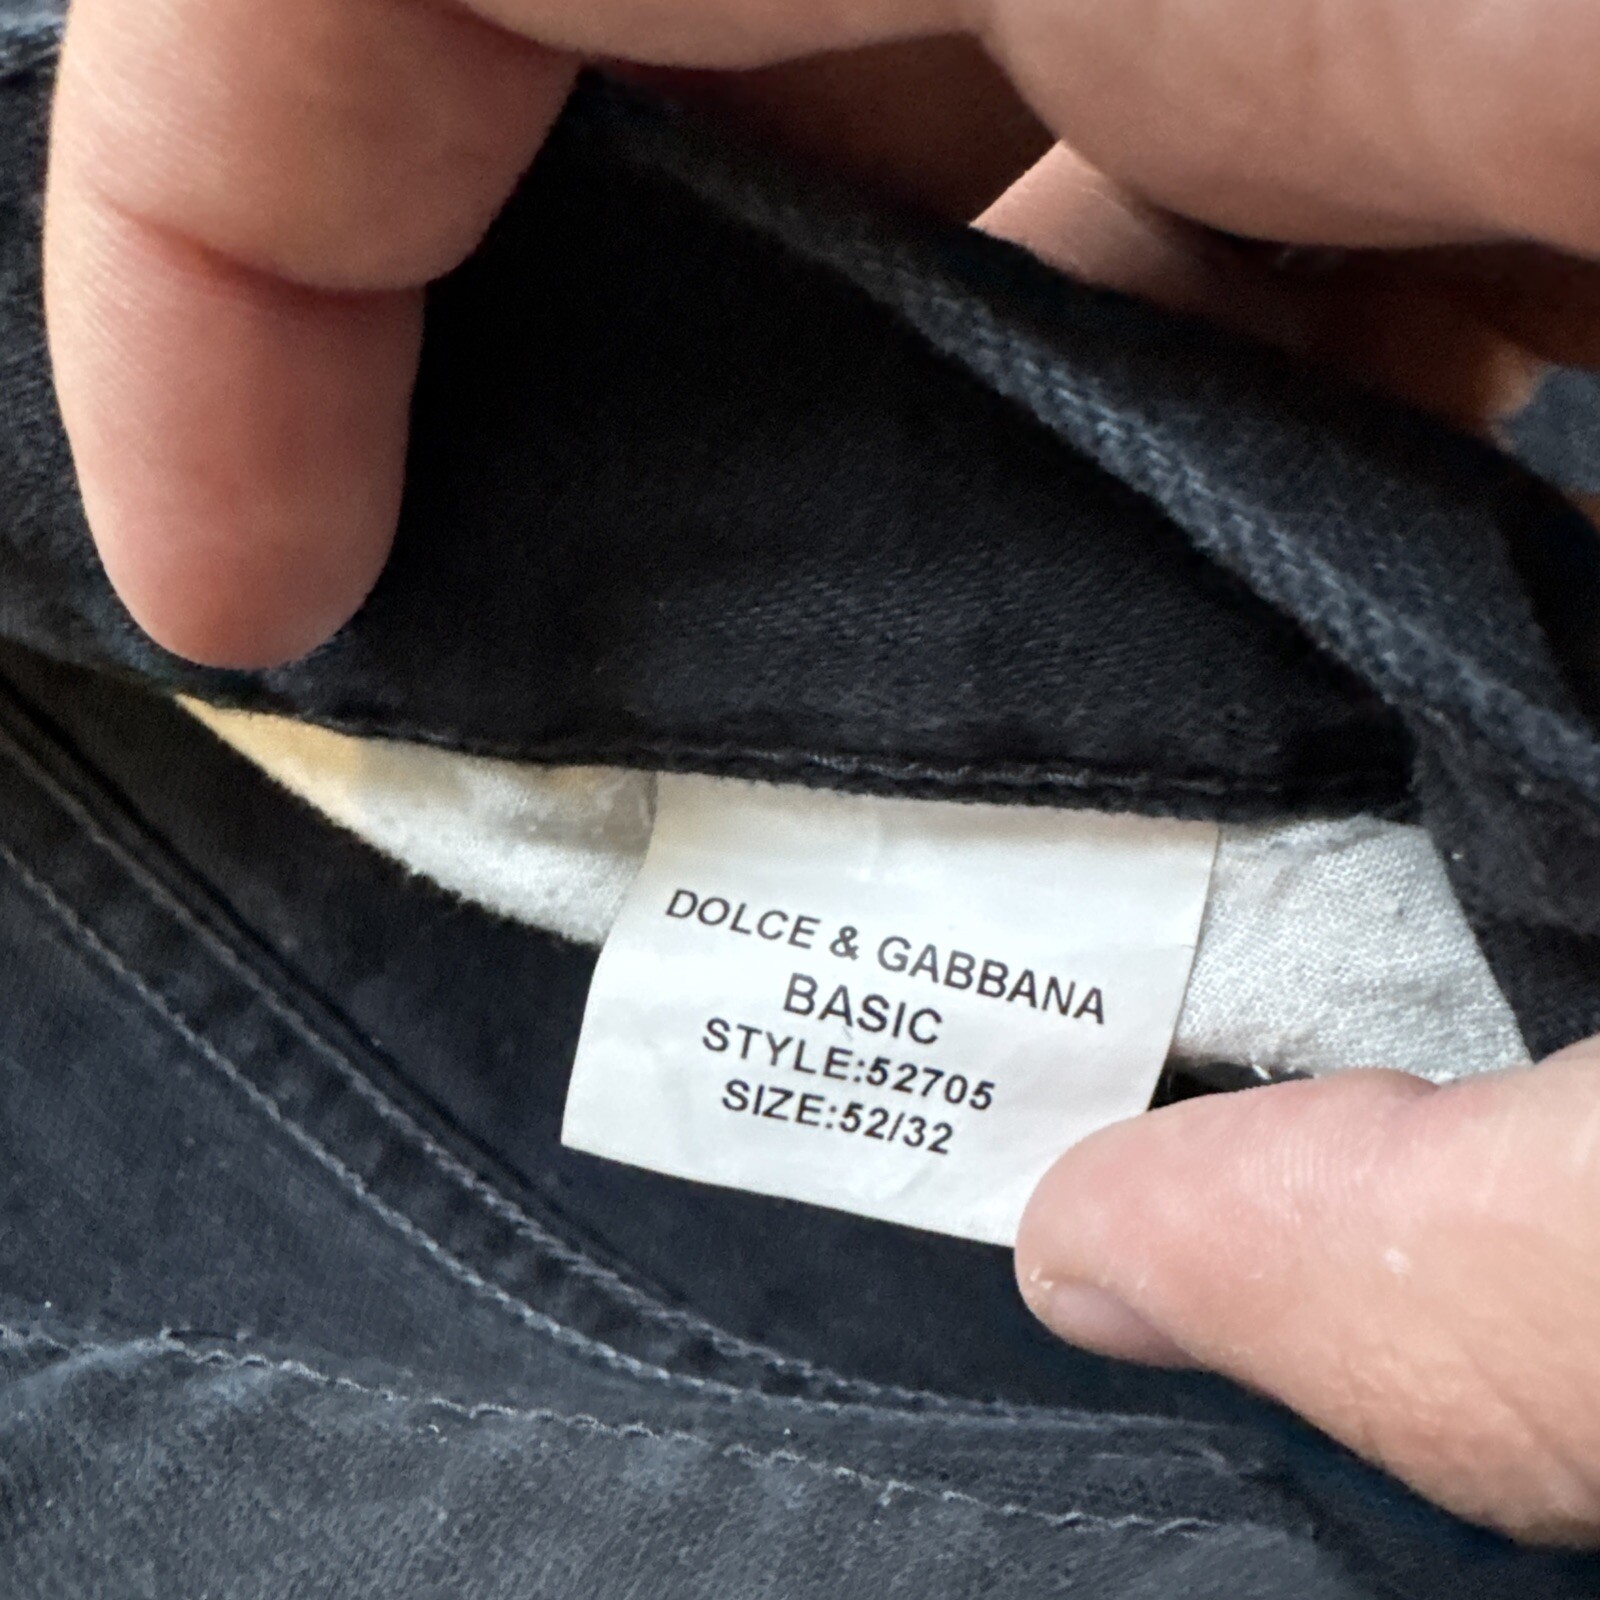 DOLCE & GABBANA
BASIC
STYLE:52705
SIZE:52/32